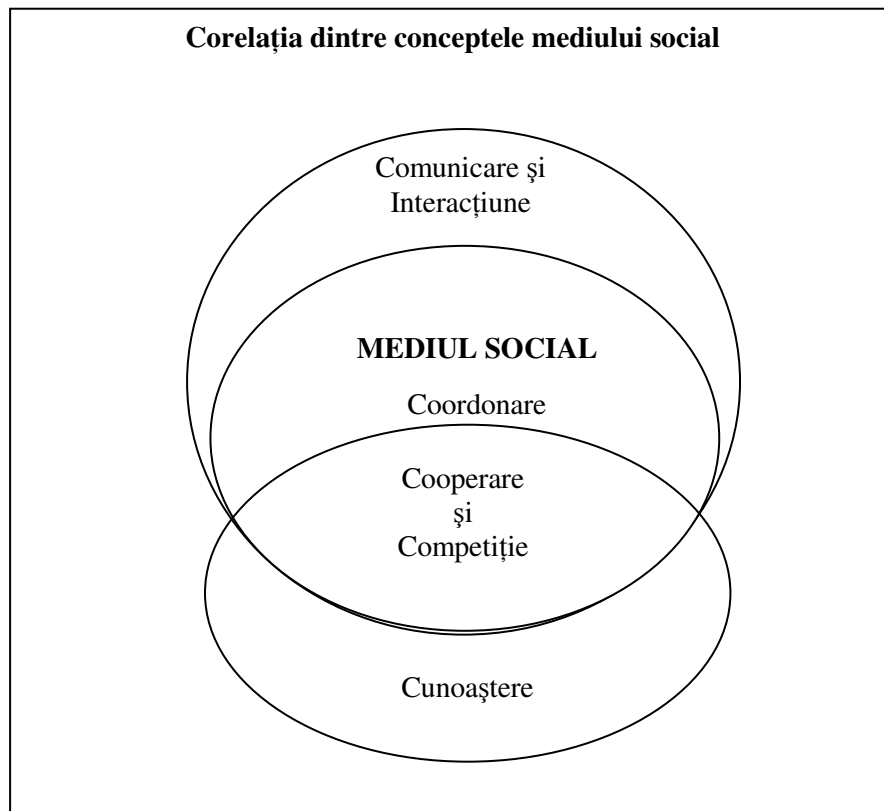 Corelația dintre conceptele mediului social
Comunicare şi
Interacțiune
MEDIUL SOCIAL
Coordonare
Cooperare
şi
Competiție
Cunoaştere